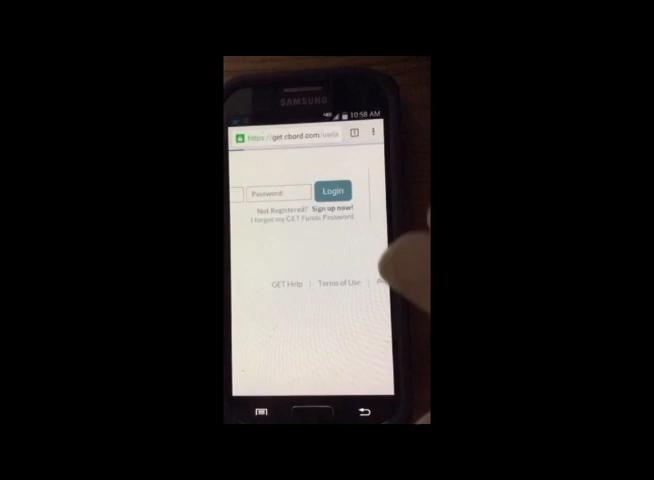 SAMSUNG
10:58 AM
https://get.cbord.com/
Password:
Login
Not Registered? Sign up now!
I forgot my GET Funds Password
GET Help | Terms of Use |